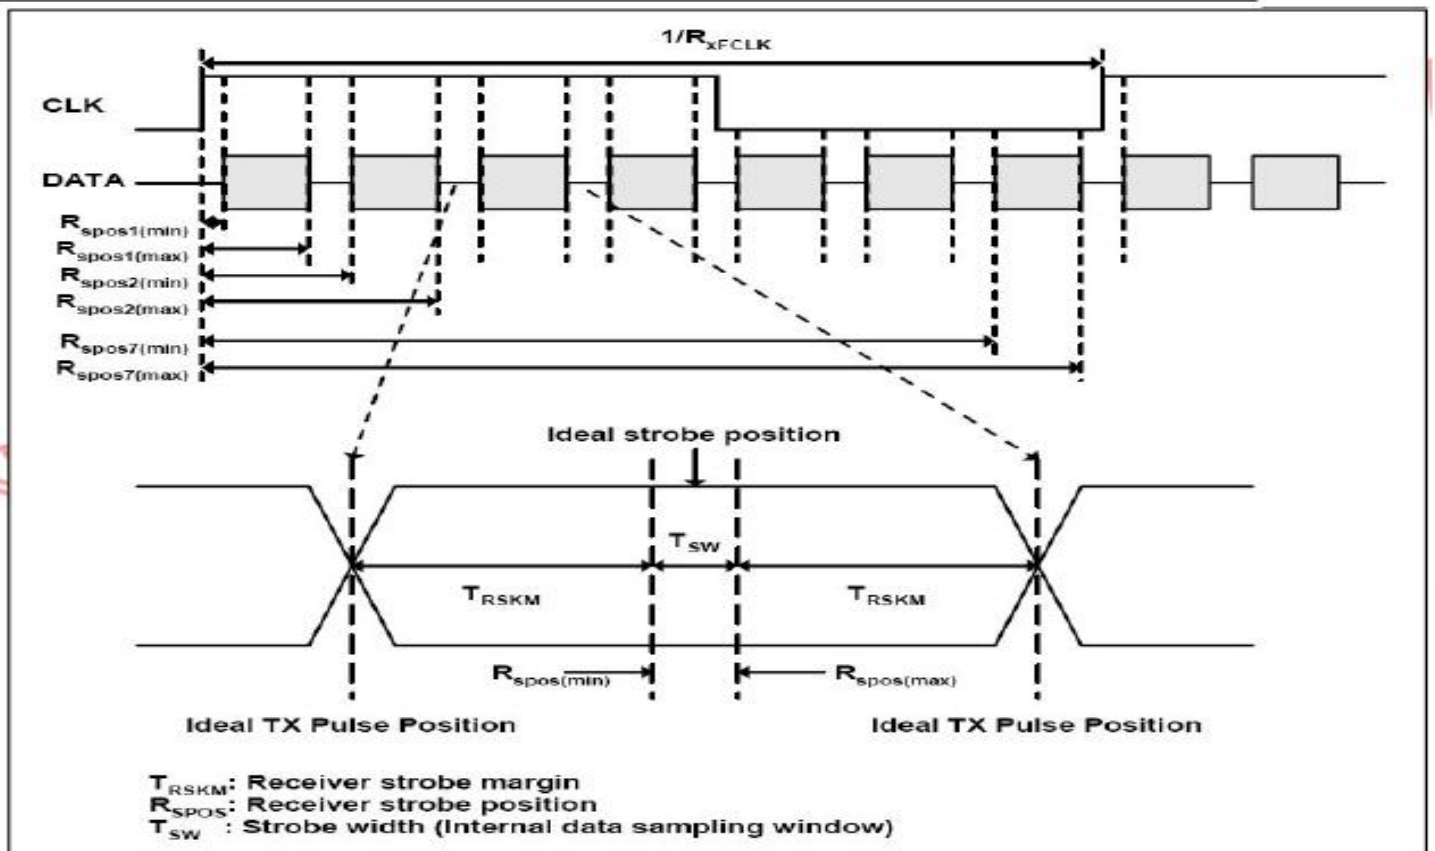 1/RxFCLK
CLK
DATA
Rspos1(min)
Rspos1(max)
Rspos2(min)
Rspos2(max)
Rspos7(min)
Rspos7(max)
Ideal strobe position
TSW
TRSKM TRSKM
Rspos(min) Rspos(max)
Ideal TX Pulse Position Ideal TX Pulse Position
TRSKM: Receiver strobe margin
RSPOS: Receiver strobe position
TSW : Strobe width (Internal data sampling window)